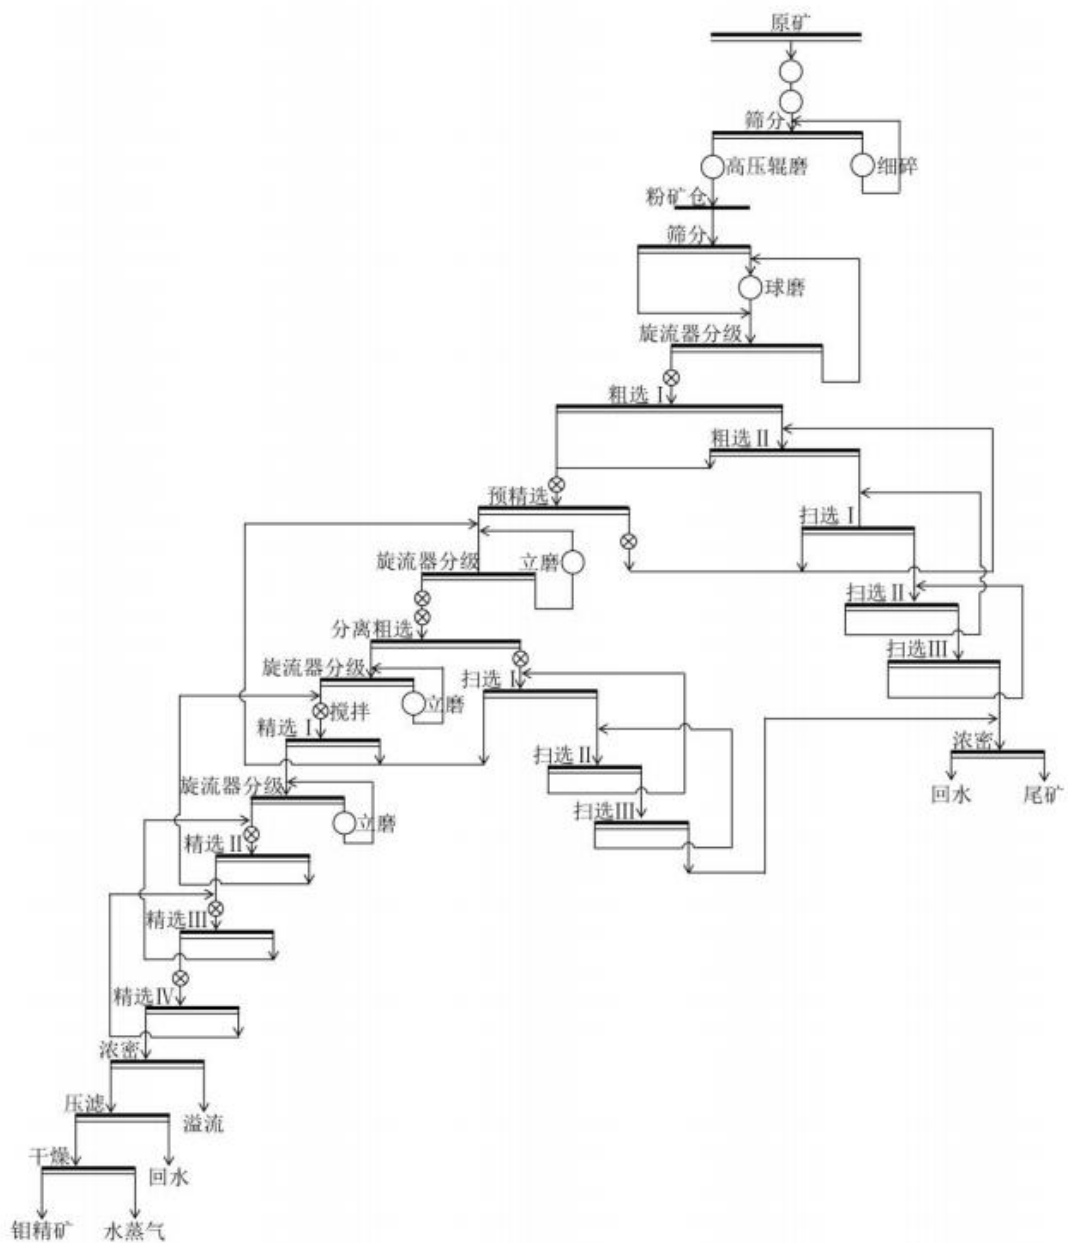 原矿
筛分
高压辊磨
细碎
粉矿仓
筛分
球磨
旋流器分级
粗选 Ⅰ
粗选 Ⅱ
预精选
扫选 Ⅰ
旋流器分级
立磨
扫选 Ⅱ
分离粗选
扫选Ⅲ
旋流器分级
扫选 Ⅰ
立磨
搅拌
精选 Ⅰ
浓密
扫选 Ⅱ
旋流器分级
回水
尾矿
扫选Ⅲ
立磨
精选 Ⅱ
精选Ⅲ
精选Ⅳ
浓密
压滤
溢流
干燥
回水
钼精矿
水蒸气